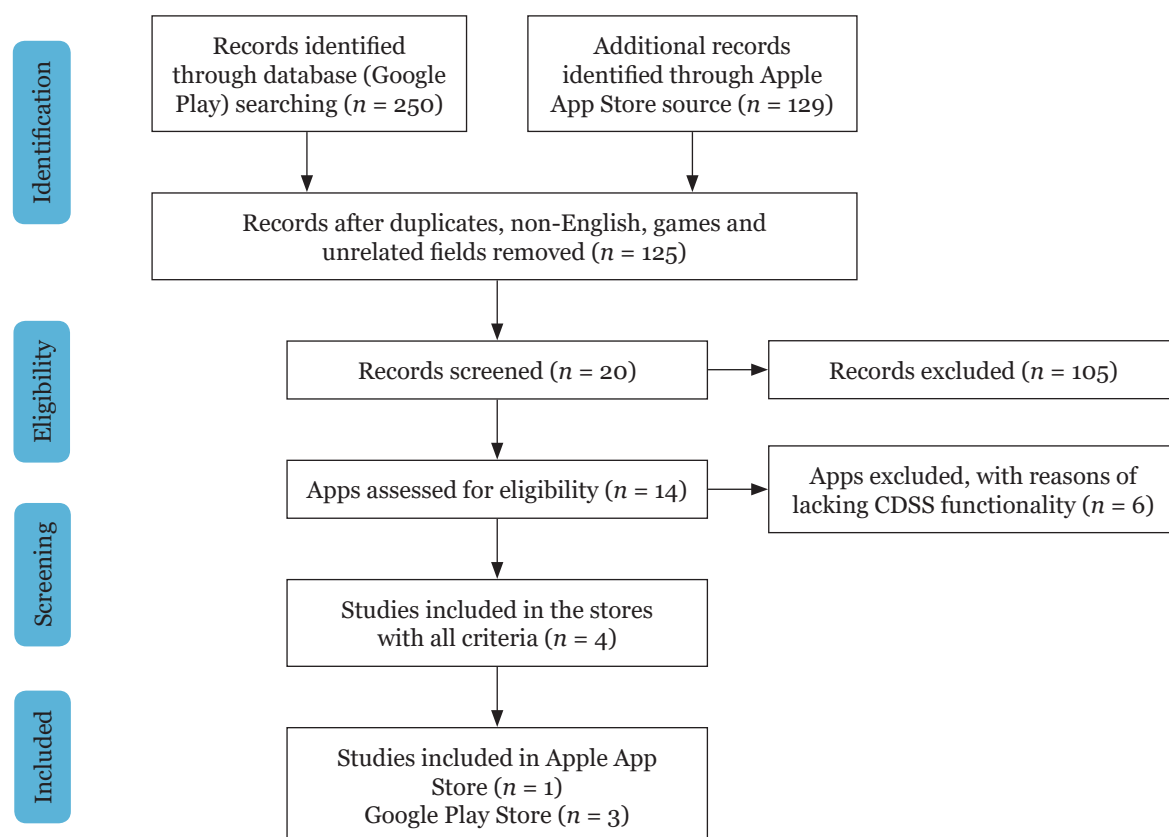 Identification
Records identified
through database (Google
Play) searching (n = 250)
Additional records
identified through Apple
App Store source (n = 129)
Records after duplicates, non-English, games and
unrelated fields removed (n = 125)
Eligibility
Records screened (n = 20)
Records excluded (n = 105)
Apps assessed for eligibility (n = 14)
Apps excluded, with reasons of
lacking CDSS functionality (n = 6)
Screening
Studies included in the stores
with all criteria (n = 4)
Included
Studies included in Apple App
Store (n = 1)
Google Play Store (n = 3)